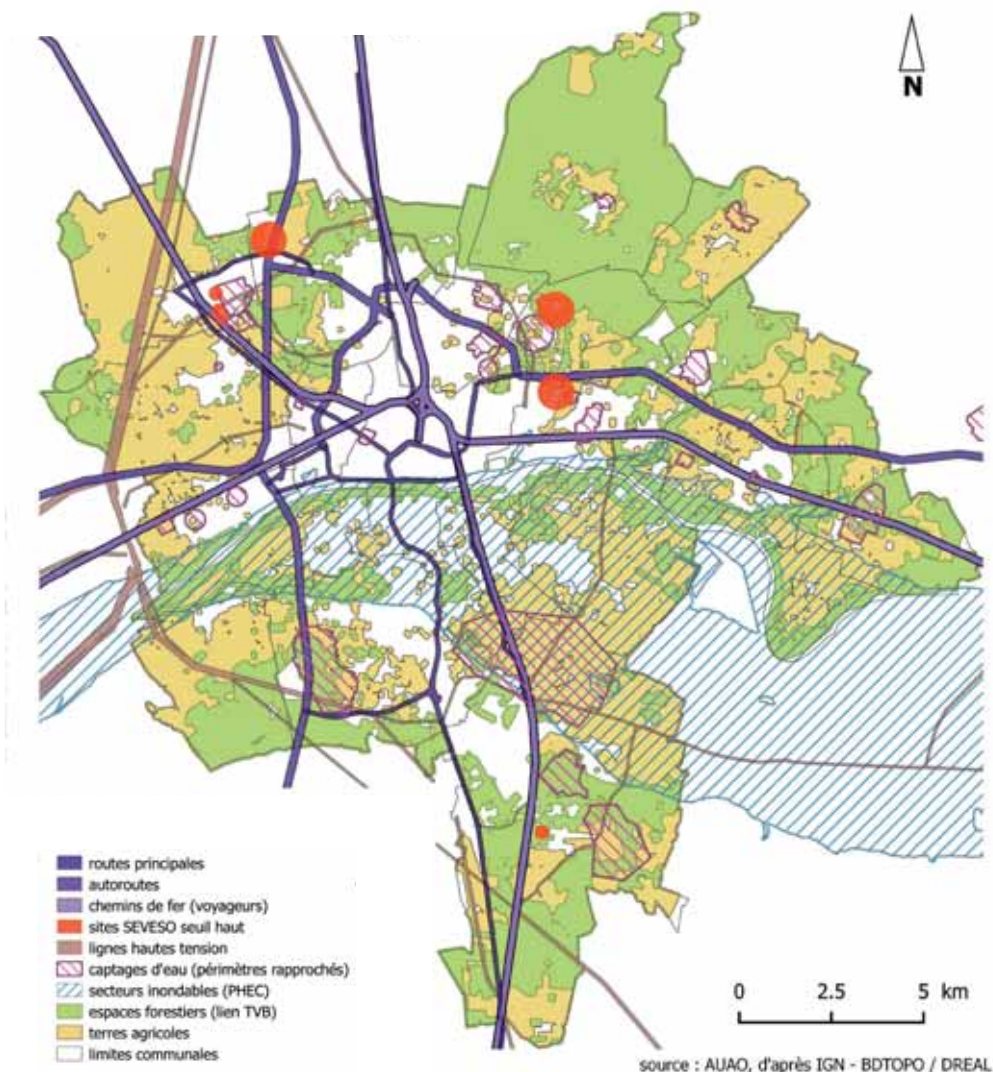 N
routes principales
autoroutes
chemins de fer (voyageurs)
sites SEVESO seuil haut
lignes hautes tension
captages d'eau (périmètres rapprochés)
secteurs inondables (PHEC)
espaces forestiers (lien TVB)
terres agricoles
limites communales
0 2.5 5 km
source : AUAO, d'après IGN - BDTOPO / DREAL